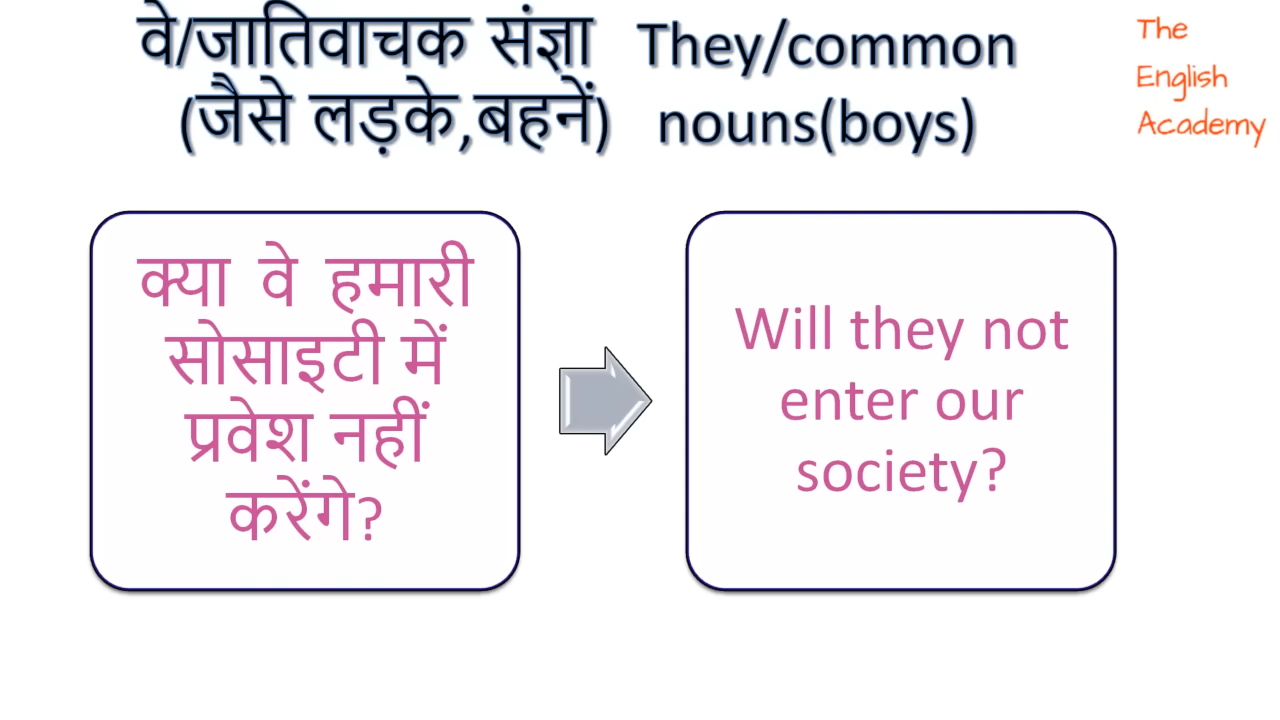 वे/जातिवाचक संज्ञा They/common
(जैसे लड़के,बहनें) nouns(boys)
The
English
Academy
क्या वे हमारी
सोसाइटी में
प्रवेश नहीं
करेंगे?
Will they not
enter our
society?